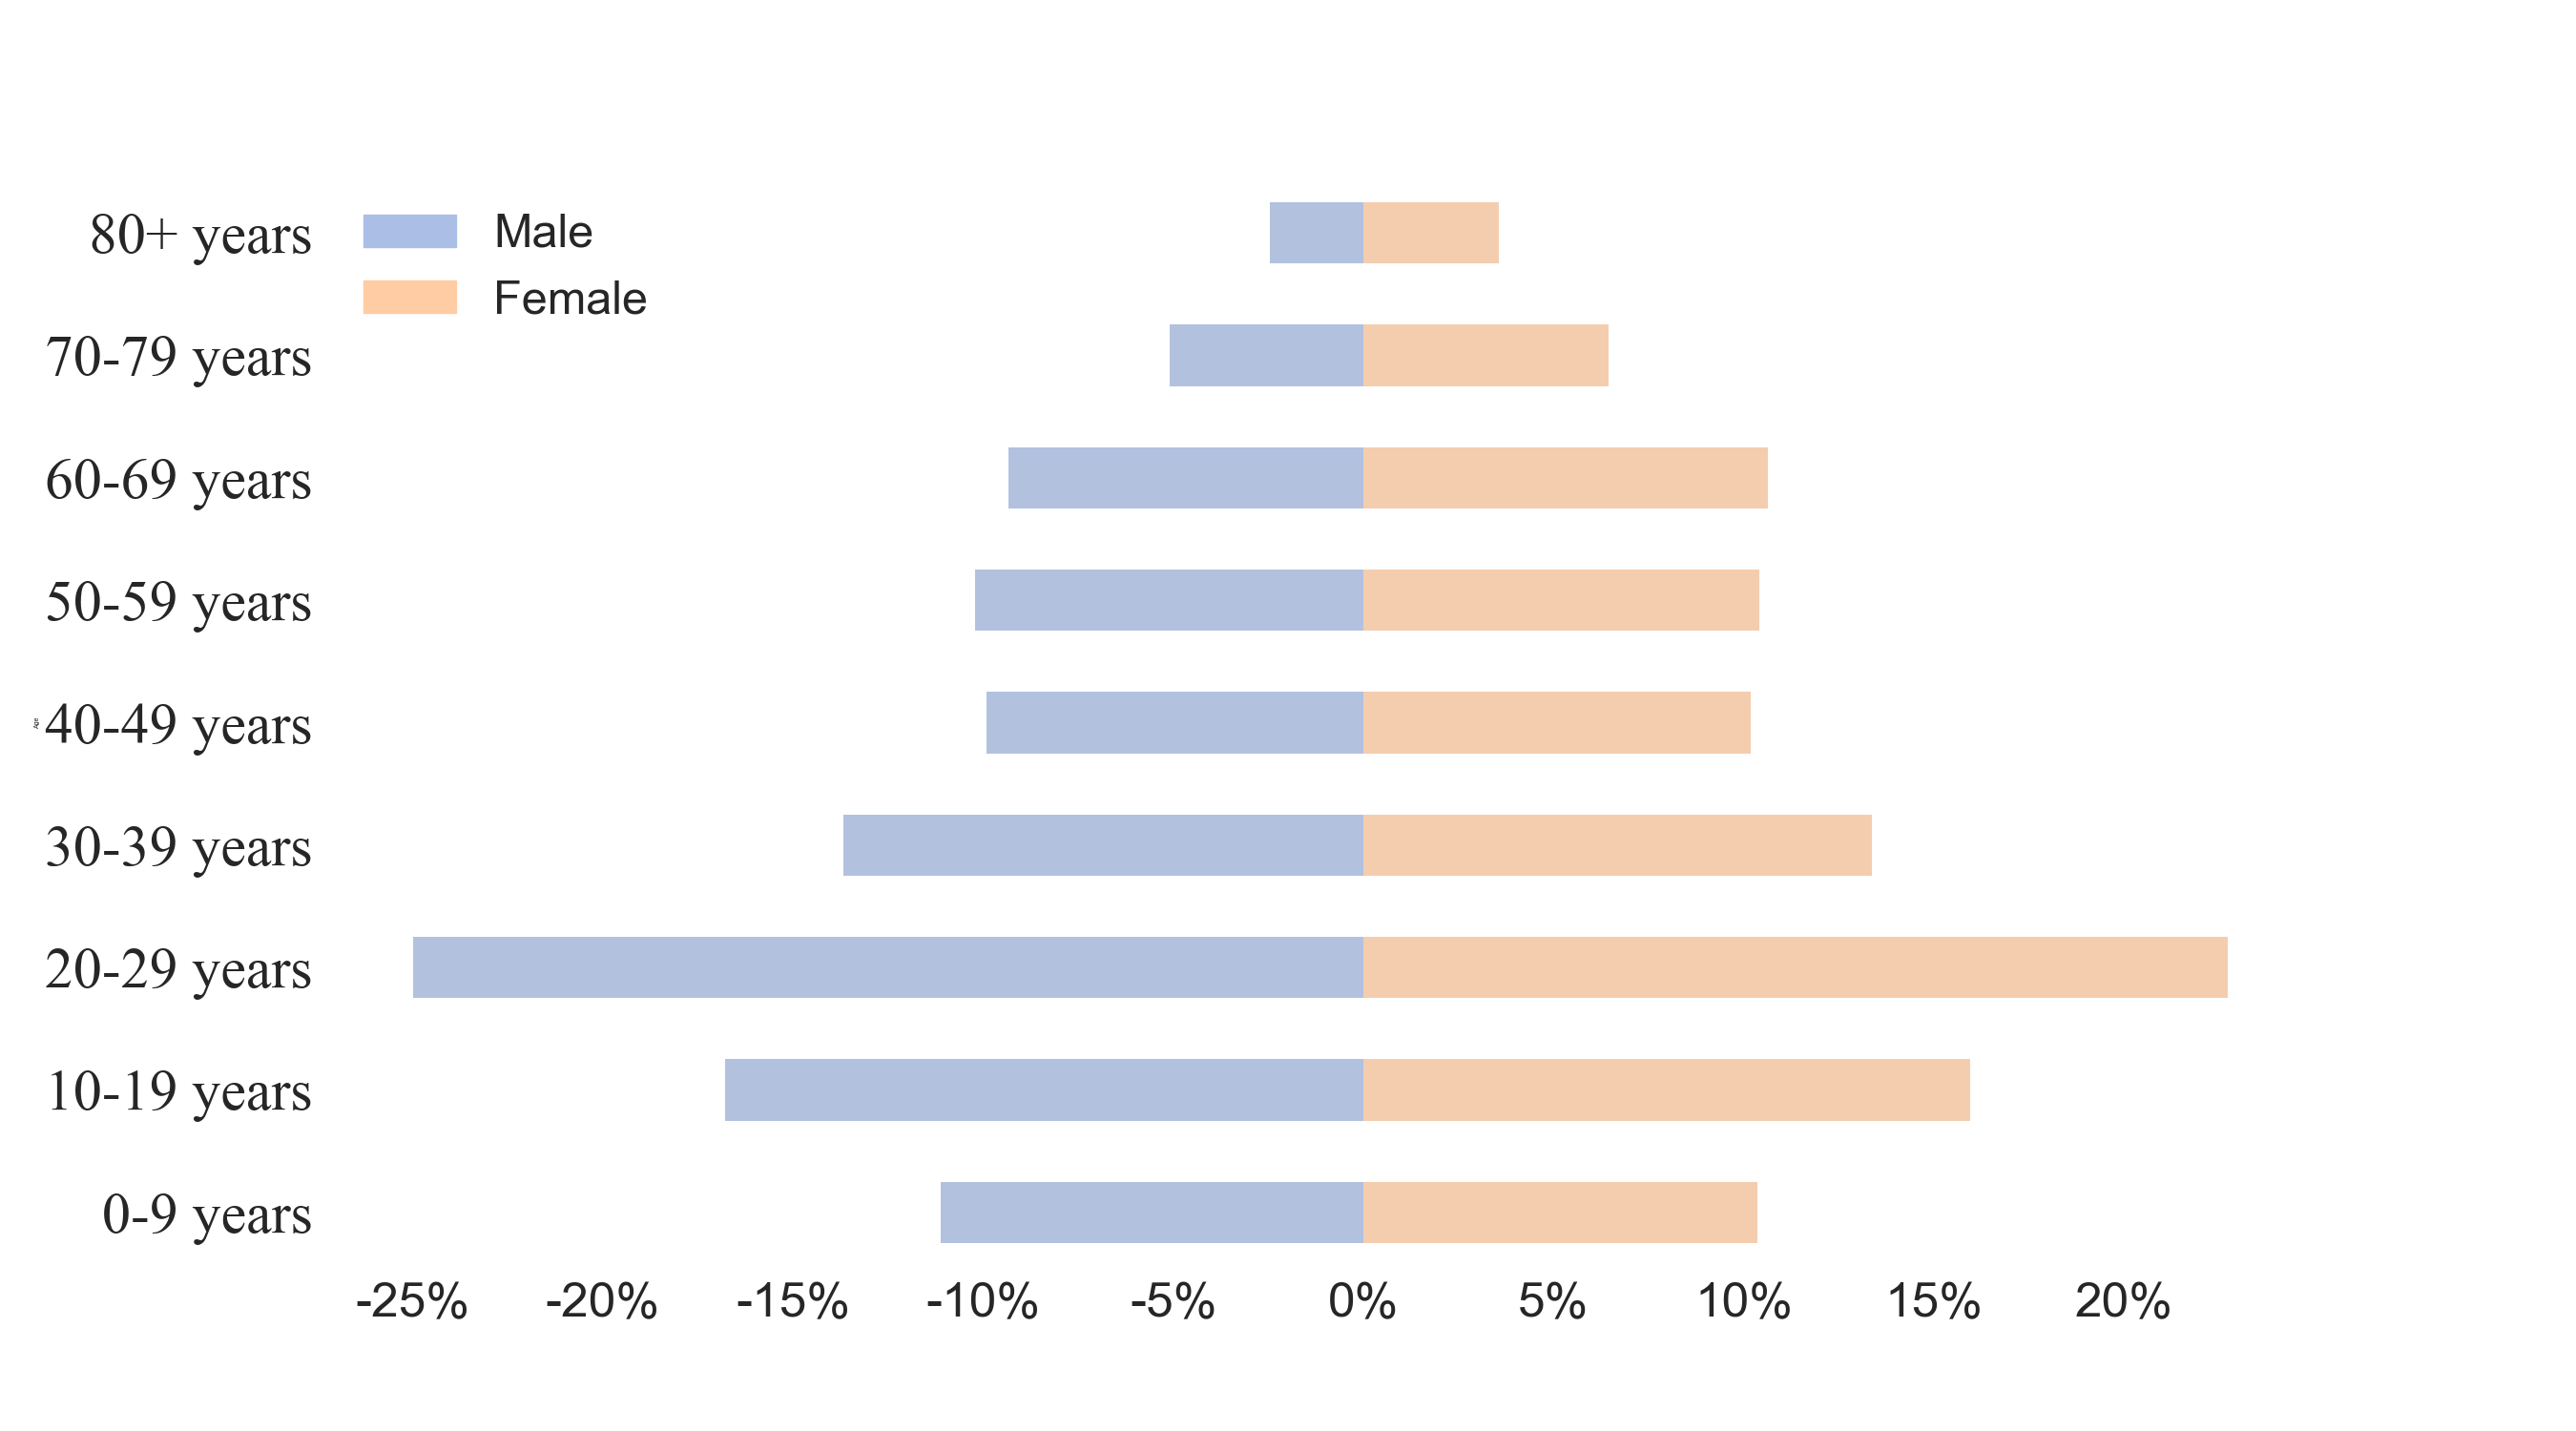 80+ years
Male
Female
70-79 years
60-69 years
50-59 years
Age
40-49 years
30-39 years
20-29 years
10-19 years
0-9 years
-25% -20% -15% -10% -5% 0% 5% 10% 15% 20%